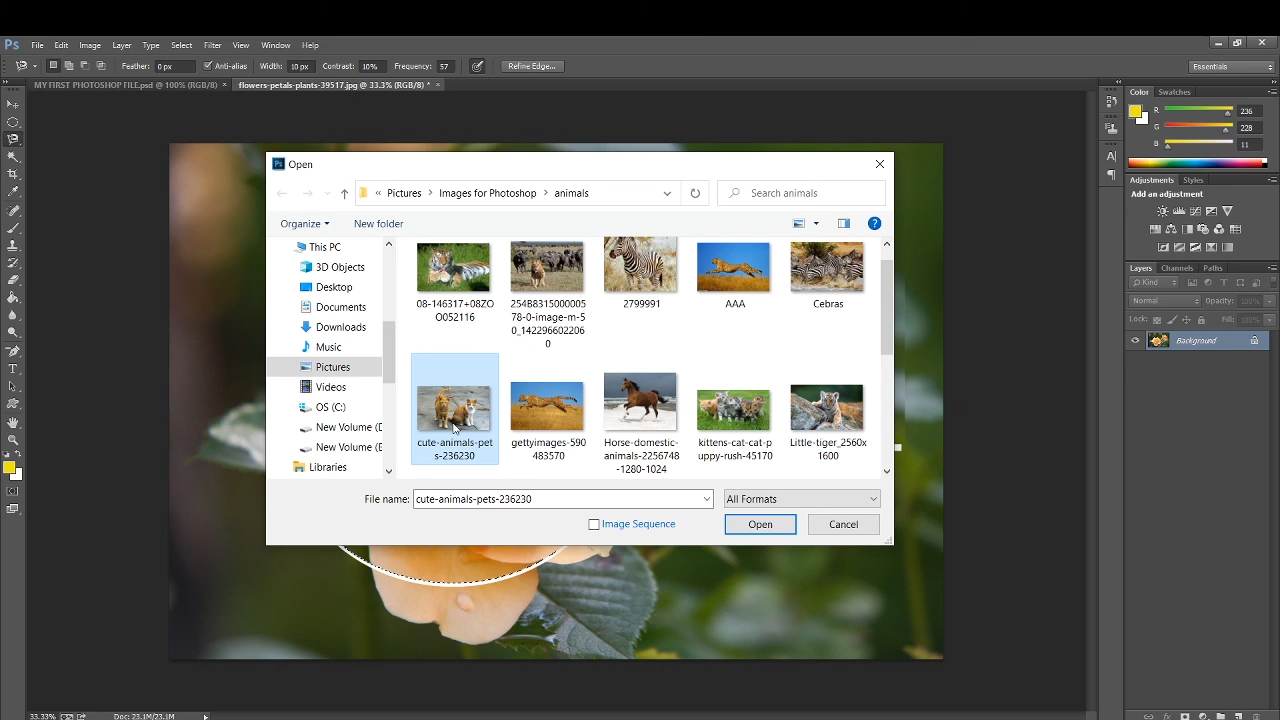 Ps File Edit Image Layer Type Select Filter View Window Help
Feather: 0 px Anti-alias Width: 10 px Contrast: 10% Frequency: 57 Refine Edge... Essentials
MY FIRST PHOTOSHOP FILE.psd @ 100% (RGB/8) × flowers-petals-plants-39517.jpg @ 33.3% (RGB/8) * ×
Color Swatches
R 236
G 228
B 11
Adjustments Styles
Add an adjustment
Layers Channels Paths
Kind
Normal Opacity: 100%
Lock: Fill: 100%
Background
Ps Open
« Pictures > Images for Photoshop > animals
Search animals
Organize New folder
This PC
3D Objects
Desktop
Documents
Downloads
Music
Pictures
Videos
OS (C:)
New Volume (D
New Volume (E
Libraries
08-146317+08ZO
O052116
254B8315000005
78-0-image-m-5
0_142296602206
0
2799991
AAA
Cebras
cute-animals-pet
s-236230
gettyimages-590
483570
Horse-domestic-
animals-2256748
-1280-1024
kittens-cat-cat-p
uppy-rush-45170
Little-tiger_2560x
1600
File name: cute-animals-pets-236230 All Formats
Image Sequence Open Cancel
33.33% Doc: 23.1M/23.1M